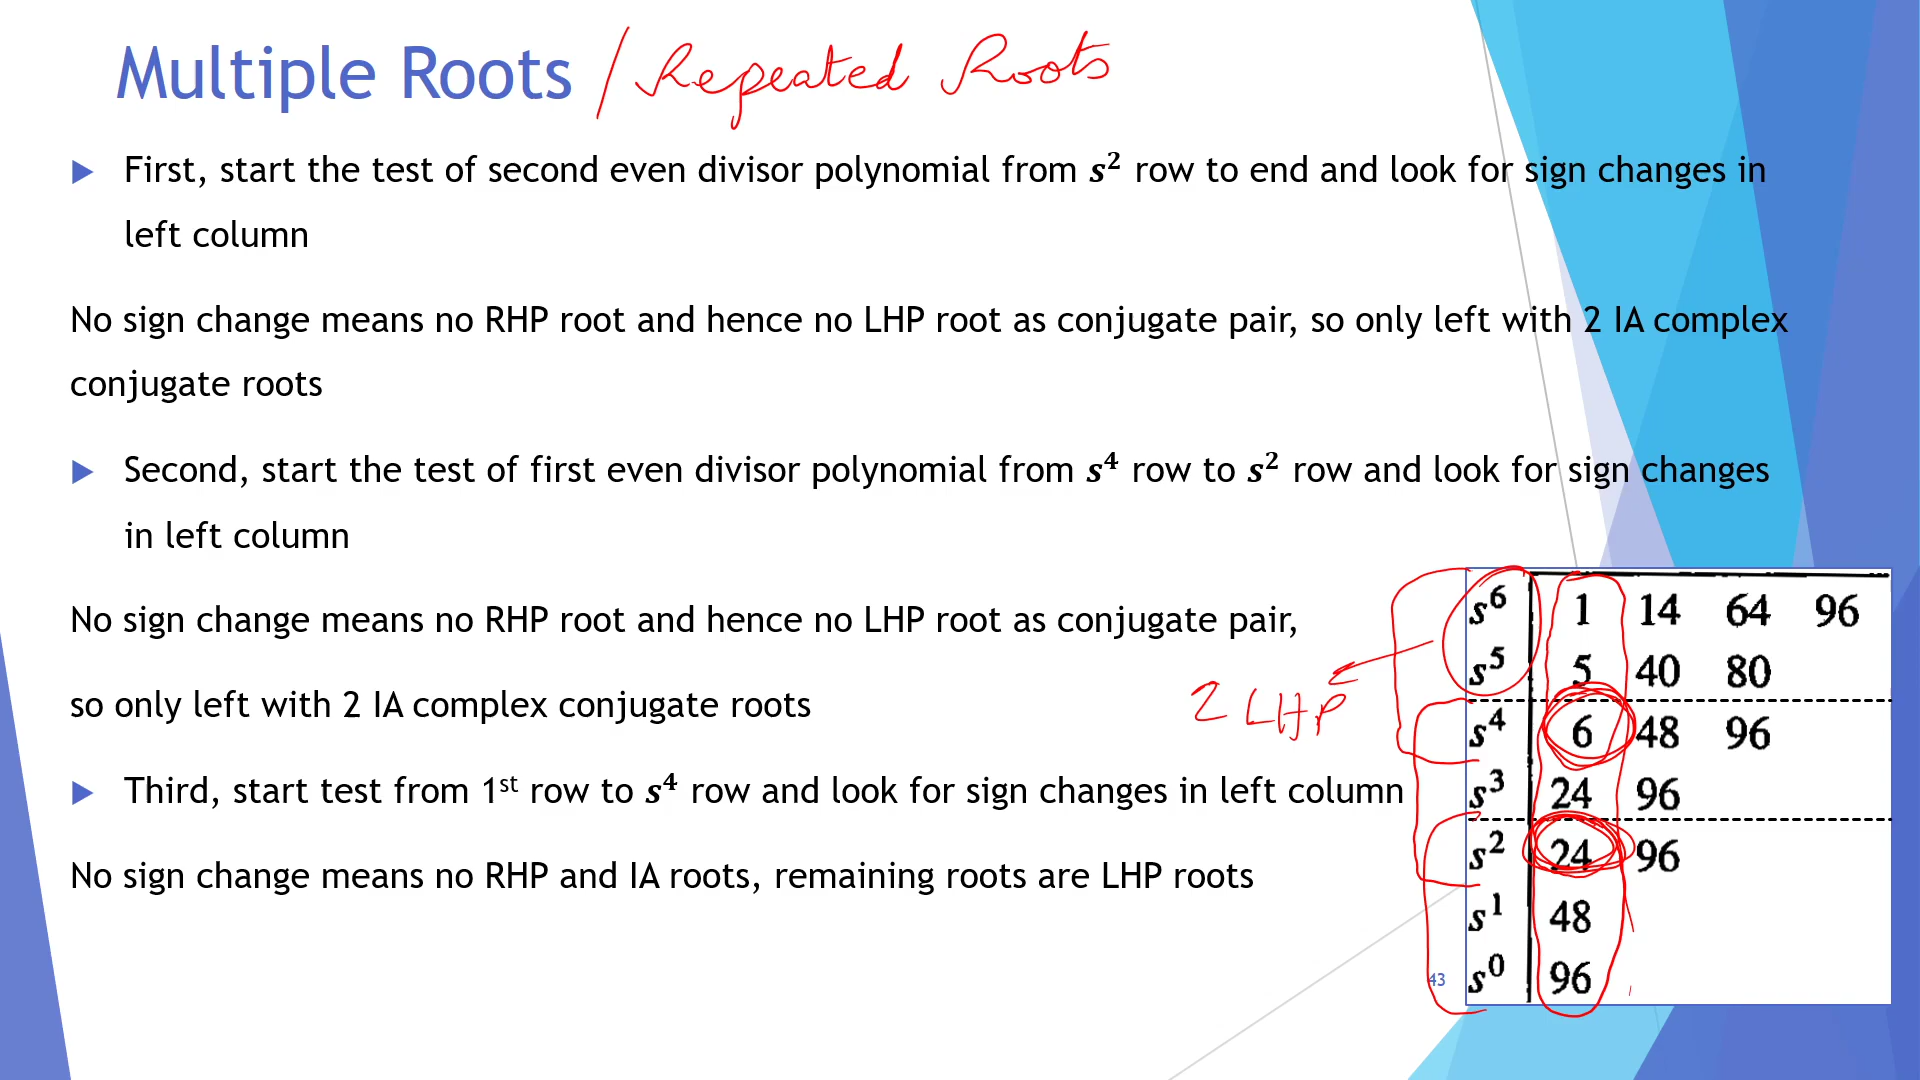 Multiple Roots / Repeated Roots
▶ First, start the test of second even divisor polynomial from s² row to end and look for sign changes in
left column
No sign change means no RHP root and hence no LHP root as conjugate pair, so only left with 2 IA complex
conjugate roots
▶ Second, start the test of first even divisor polynomial from s⁴ row to s² row and look for sign changes
in left column
No sign change means no RHP root and hence no LHP root as conjugate pair,
so only left with 2 IA complex conjugate roots
▶ Third, start test from 1st row to s⁴ row and look for sign changes in left column
No sign change means no RHP and IA roots, remaining roots are LHP roots
2 LHP
s⁶ 1 14 64 96
s⁵ 5 40 80
s⁴ 6 48 96
s³ 24 96
s² 24 96
s¹ 48
s⁰ 96
43